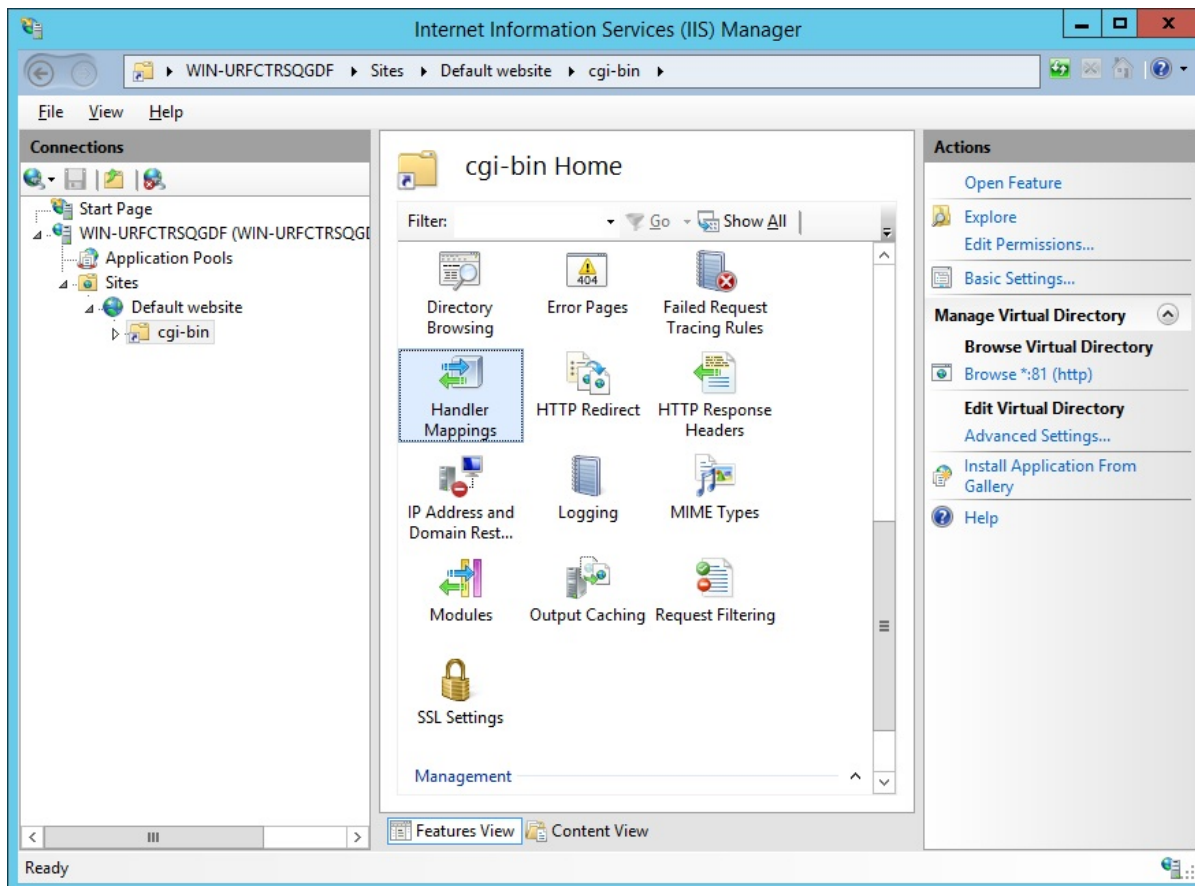 Internet Information Services (IIS) Manager
WIN-URFCTRSQGDF Sites Default website cgi-bin
File View Help
Connections
Start Page
WIN-URFCTRSQGDF (WIN-URFCTRSQGD
Application Pools
Sites
Default website
cgi-bin
cgi-bin Home
Filter: Go Show All
Directory Browsing
Error Pages
404
Failed Request Tracing Rules
Handler Mappings
HTTP Redirect
HTTP Response Headers
IP Address and Domain Rest...
Logging
MIME Types
Modules
Output Caching
Request Filtering
SSL Settings
Management
Features View Content View
Actions
Open Feature
Explore
Edit Permissions...
Basic Settings...
Manage Virtual Directory
Browse Virtual Directory
Browse *:81 (http)
Edit Virtual Directory
Advanced Settings...
Install Application From
Gallery
Help
Ready